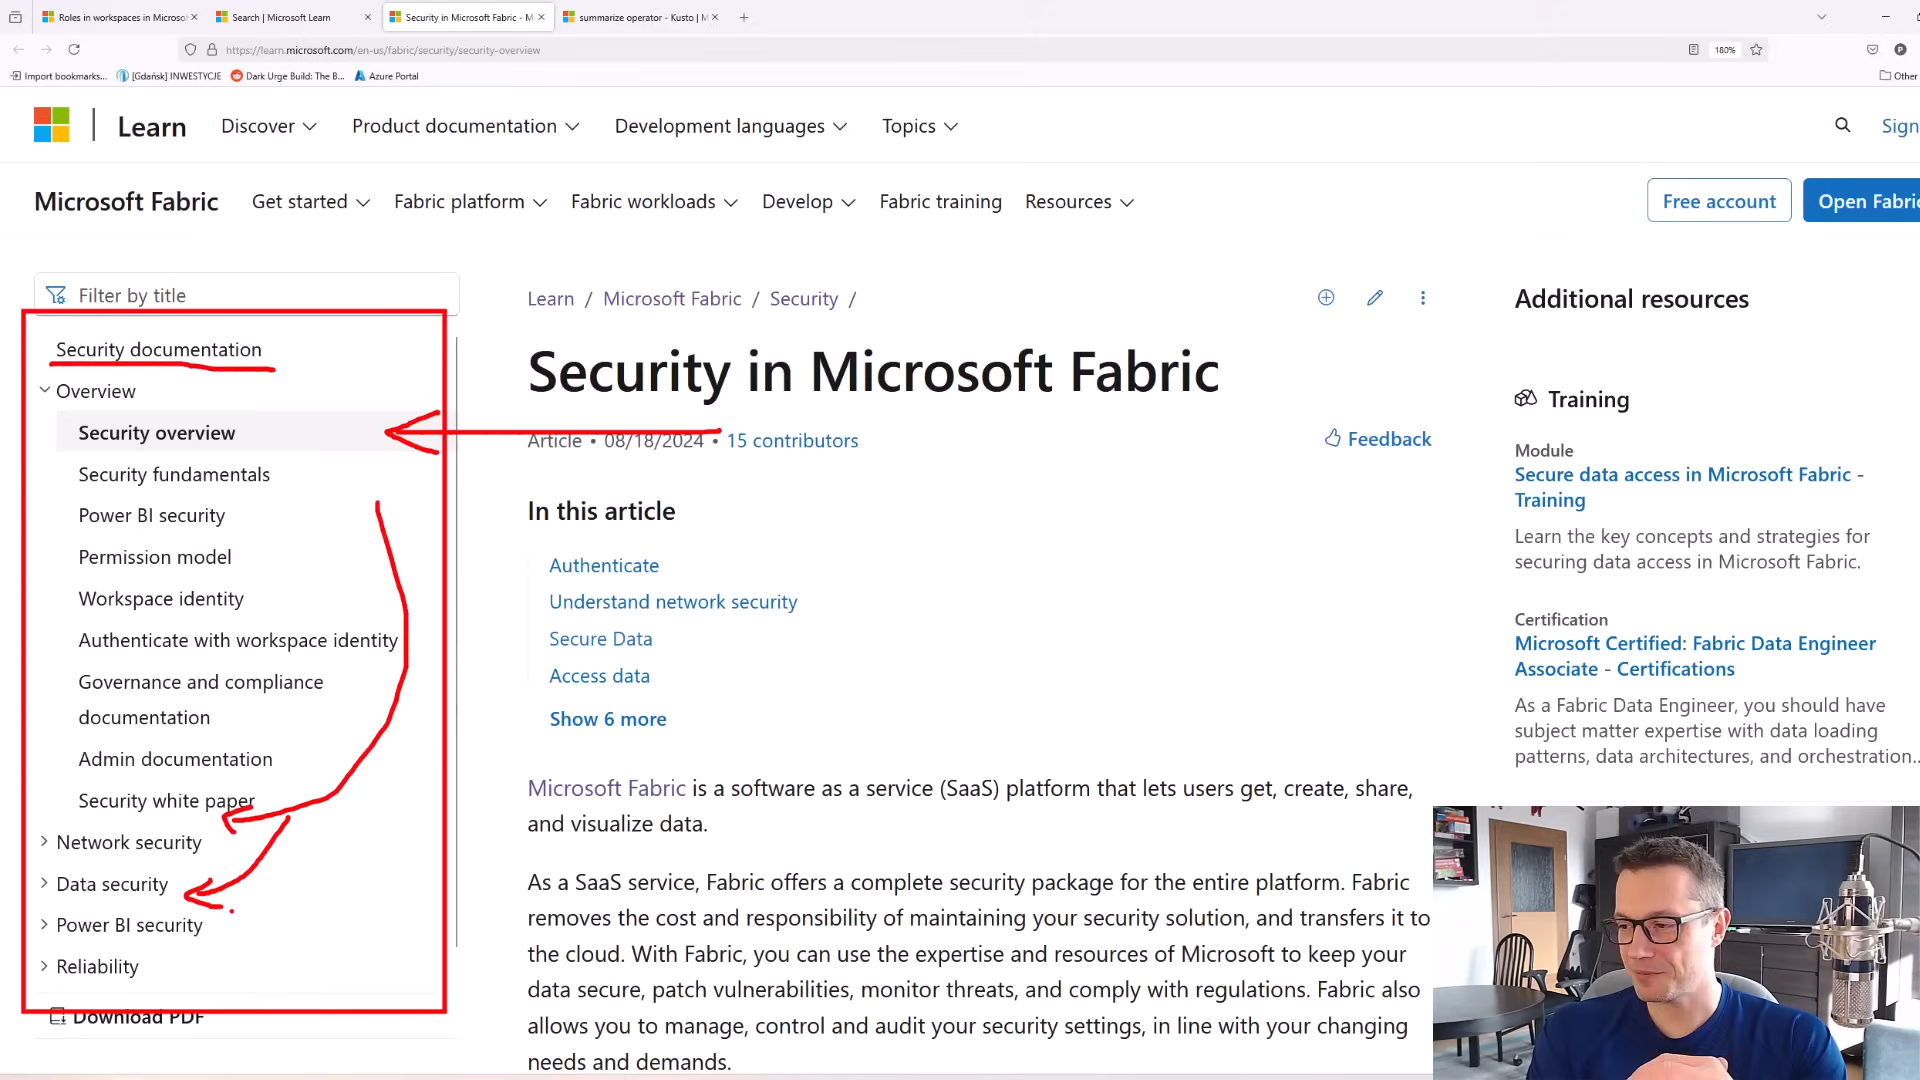 Roles in workspaces in Microsof
Search | Microsoft Learn
Security in Microsoft Fabric - M
summarize operator - Kusto | M
https://learn.microsoft.com/en-us/fabric/security/security-overview
180%
Import bookmarks...
[Gdańsk] INWESTYCJE
Dark Urge Build: The B...
Azure Portal
Other
Learn
Discover
Product documentation
Development languages
Topics
Sign
Microsoft Fabric
Get started
Fabric platform
Fabric workloads
Develop
Fabric training
Resources
Free account
Open Fabric
Filter by title
Security documentation
Overview
Security overview
Security fundamentals
Power BI security
Permission model
Workspace identity
Authenticate with workspace identity
Governance and compliance
documentation
Admin documentation
Security white paper
Network security
Data security
Power BI security
Reliability
Download PDF
Learn / Microsoft Fabric / Security /
Security in Microsoft Fabric
Article • 08/18/2024 • 15 contributors
Feedback
In this article
Authenticate
Understand network security
Secure Data
Access data
Show 6 more
Microsoft Fabric is a software as a service (SaaS) platform that lets users get, create, share,
and visualize data.
As a SaaS service, Fabric offers a complete security package for the entire platform. Fabric
removes the cost and responsibility of maintaining your security solution, and transfers it to
the cloud. With Fabric, you can use the expertise and resources of Microsoft to keep your
data secure, patch vulnerabilities, monitor threats, and comply with regulations. Fabric also
allows you to manage, control and audit your security settings, in line with your changing
needs and demands.
Additional resources
Training
Module
Secure data access in Microsoft Fabric -
Training
Learn the key concepts and strategies for
securing data access in Microsoft Fabric.
Certification
Microsoft Certified: Fabric Data Engineer
Associate - Certifications
As a Fabric Data Engineer, you should have
subject matter expertise with data loading
patterns, data architectures, and orchestration...